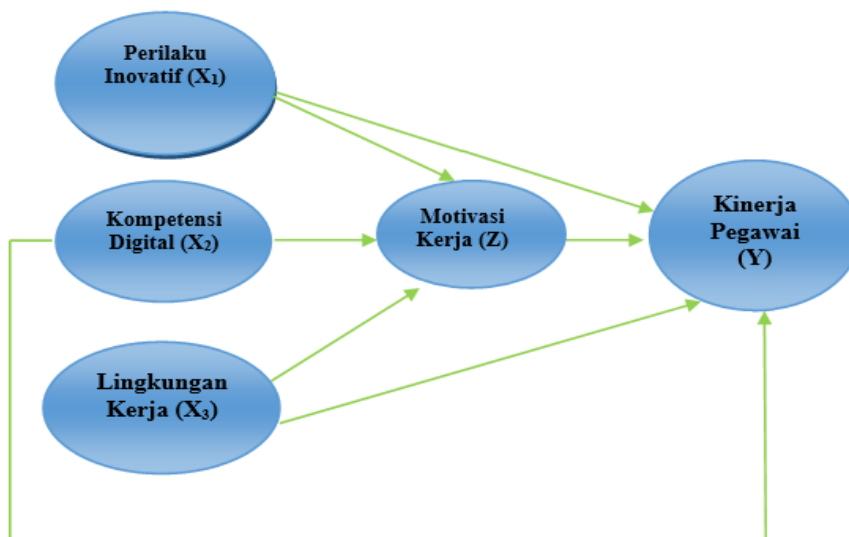 Perilaku
Inovatif (X₁)
Kompetensi
Digital (X₂)
Motivasi
Kerja (Z)
Kinerja
Pegawai
(Y)
Lingkungan
Kerja (X₃)